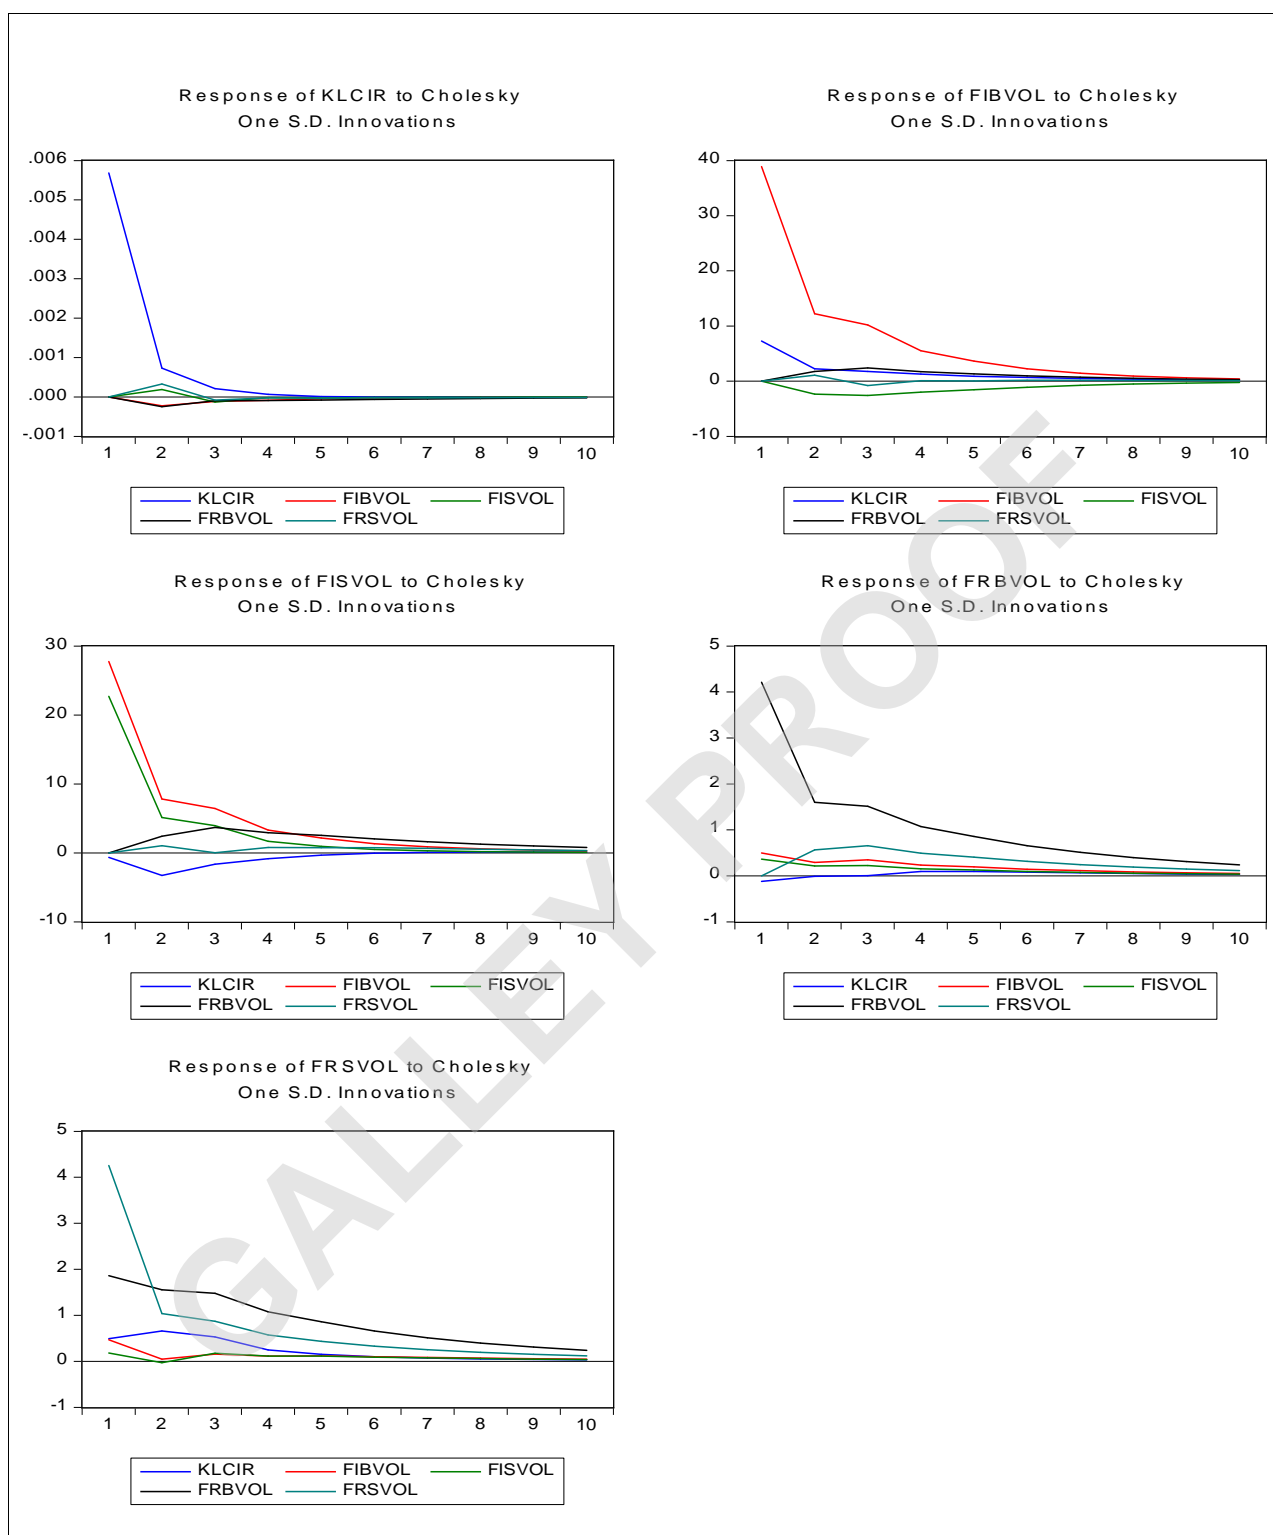 Response of KLCIR to Cholesky
One S.D. Innovations
.006
.005
.004
.003
.002
.001
.000
-.001
1 2 3 4 5 6 7 8 9 10
KLCIR FIBVOL FISVOL
FRBVOL FRSVOL
Response of FIBVOL to Cholesky
One S.D. Innovations
40
30
20
10
0
-10
1 2 3 4 5 6 7 8 9 10
KLCIR FIBVOL FISVOL
FRBVOL FRSVOL
Response of FISVOL to Cholesky
One S.D. Innovations
30
20
10
0
-10
1 2 3 4 5 6 7 8 9 10
KLCIR FIBVOL FISVOL
FRBVOL FRSVOL
Response of FRBVOL to Cholesky
One S.D. Innovations
5
4
3
2
1
0
-1
1 2 3 4 5 6 7 8 9 10
KLCIR FIBVOL FISVOL
FRBVOL FRSVOL
Response of FRSVOL to Cholesky
One S.D. Innovations
5
4
3
2
1
0
-1
1 2 3 4 5 6 7 8 9 10
KLCIR FIBVOL FISVOL
FRBVOL FRSVOL
GALLEY PROOF